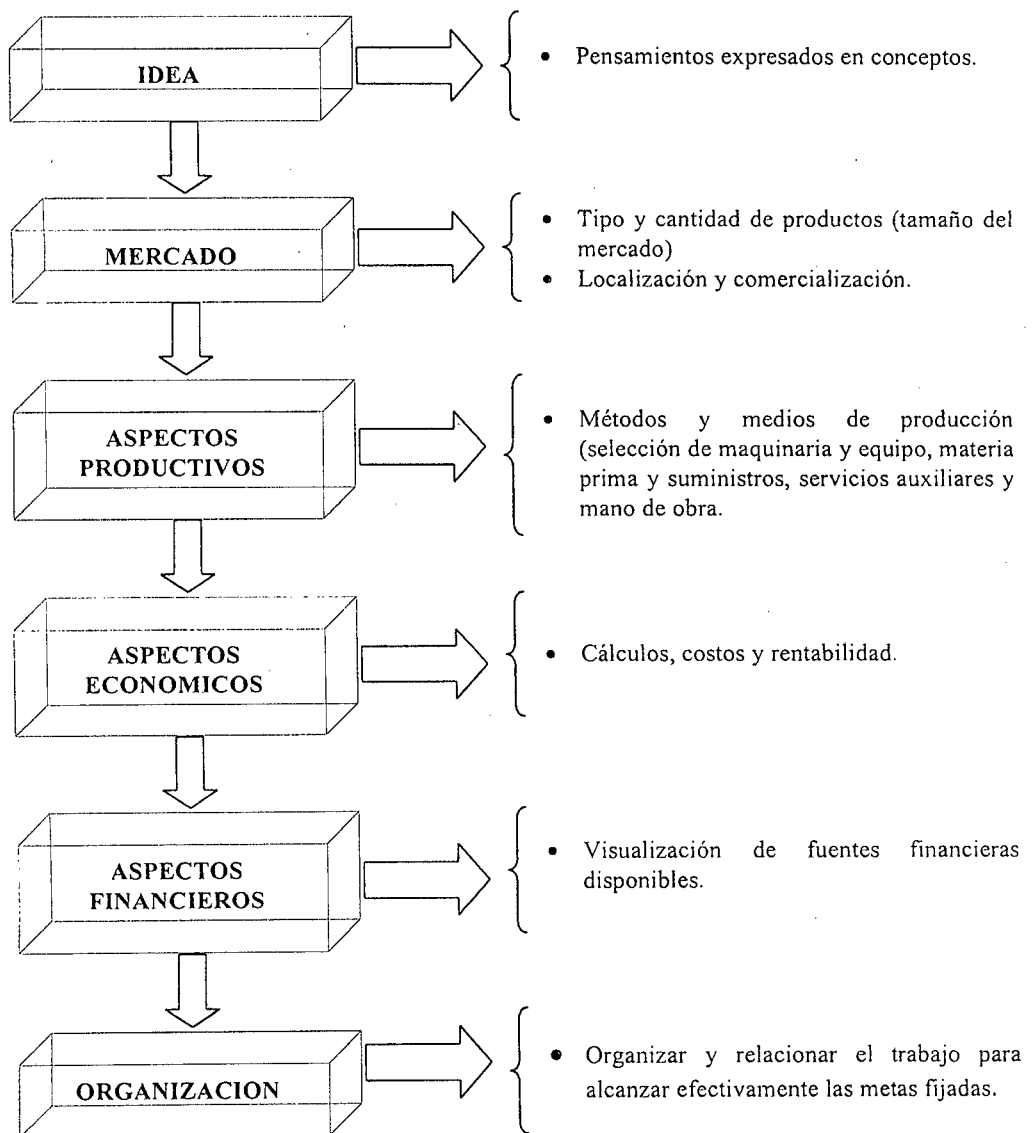 IDEA
• Pensamientos expresados en conceptos.
MERCADO
• Tipo y cantidad de productos (tamaño del
mercado)
• Localización y comercialización.
ASPECTOS
PRODUCTIVOS
• Métodos y medios de producción
(selección de maquinaria y equipo, materia
prima y suministros, servicios auxiliares y
mano de obra.
ASPECTOS
ECONOMICOS
• Cálculos, costos y rentabilidad.
ASPECTOS
FINANCIEROS
• Visualización de fuentes financieras
disponibles.
ORGANIZACION
• Organizar y relacionar el trabajo para
alcanzar efectivamente las metas fijadas.